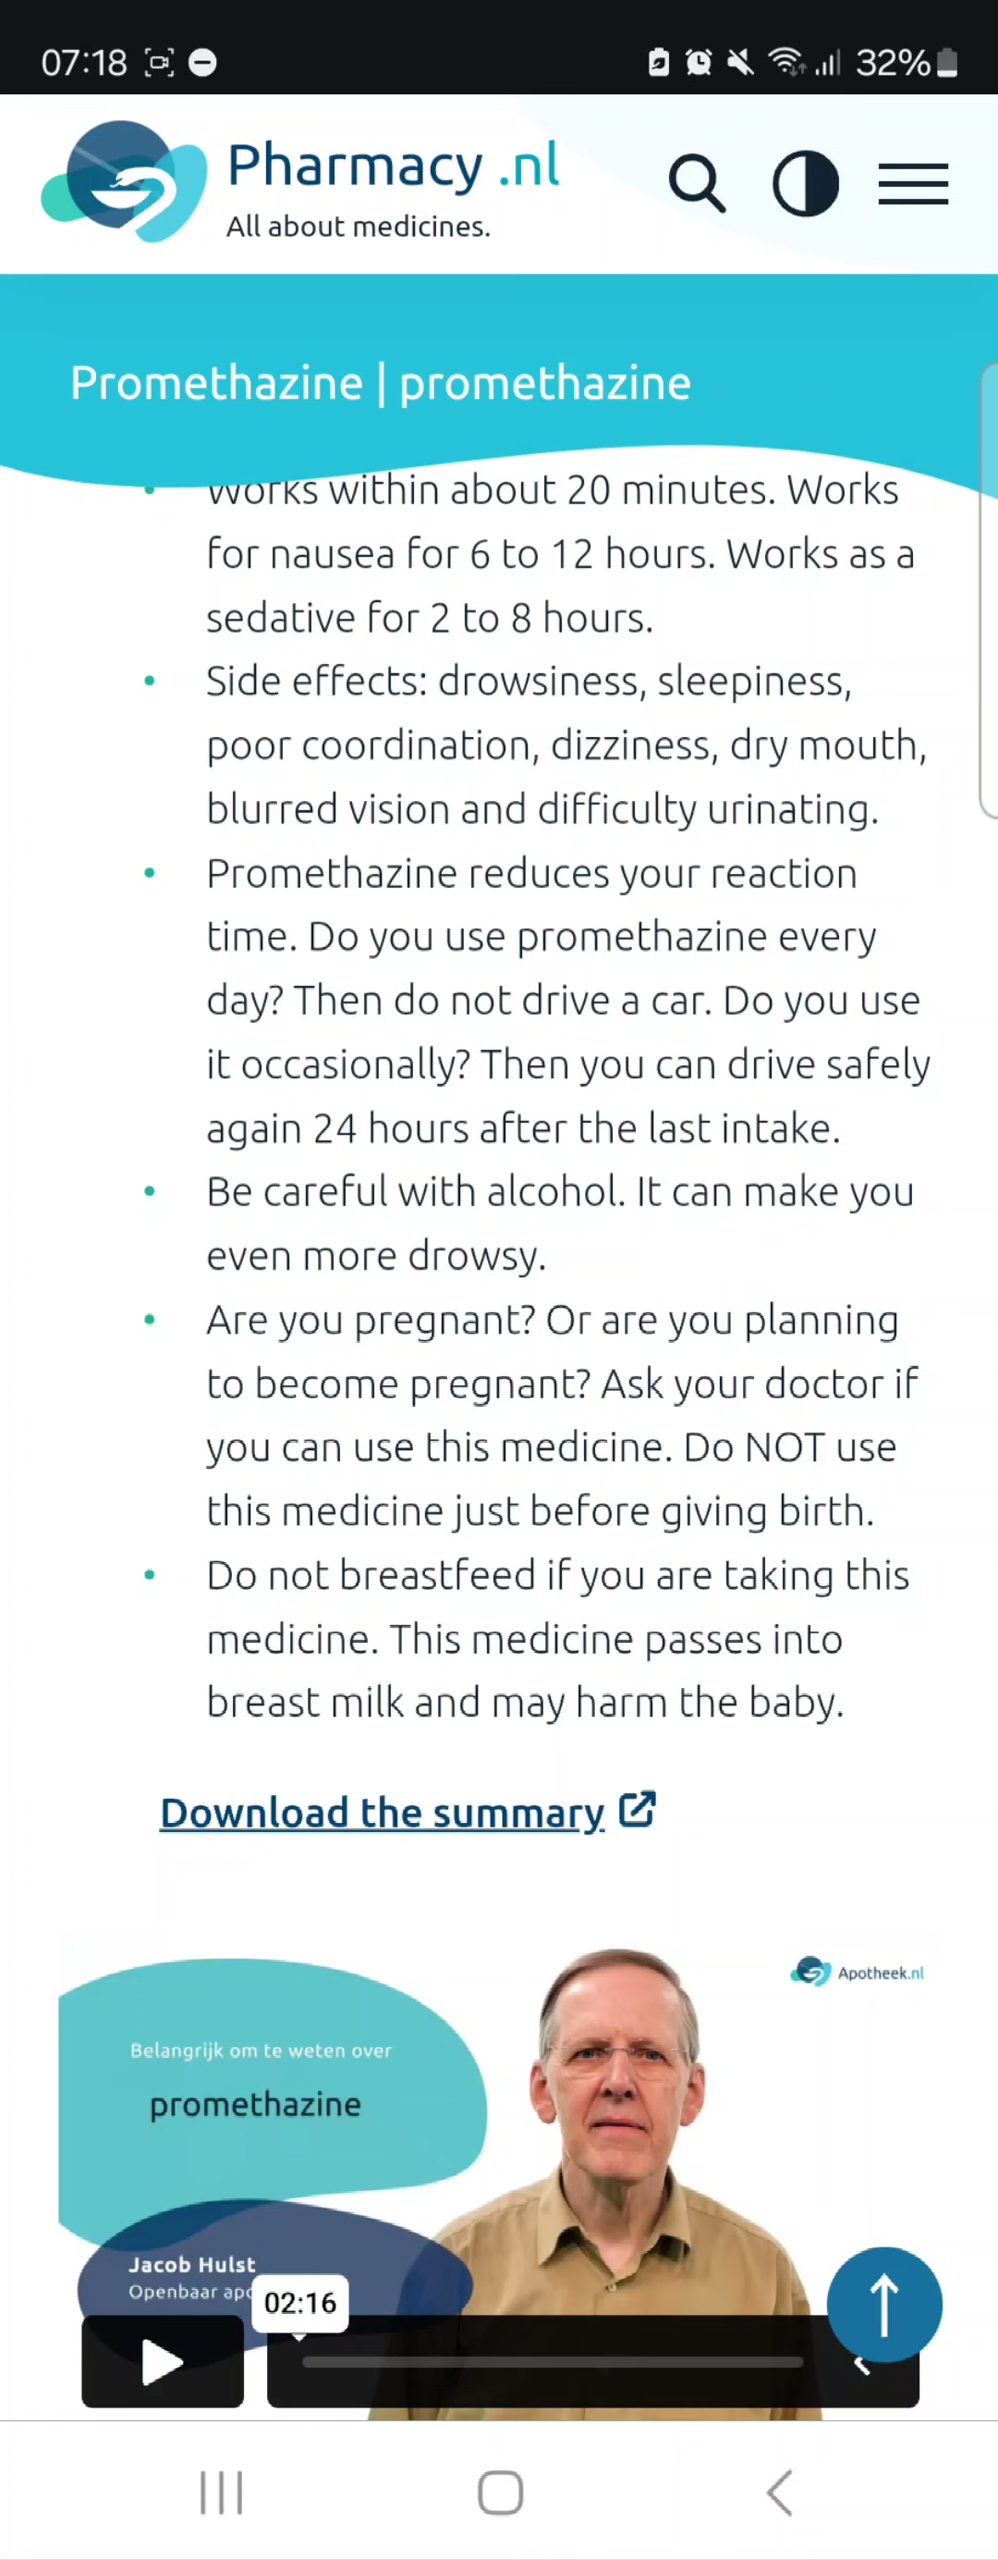 07:18
32%
Pharmacy .nl
All about medicines.
Promethazine | promethazine
Works within about 20 minutes. Works
for nausea for 6 to 12 hours. Works as a
sedative for 2 to 8 hours.
Side effects: drowsiness, sleepiness,
poor coordination, dizziness, dry mouth,
blurred vision and difficulty urinating.
Promethazine reduces your reaction
time. Do you use promethazine every
day? Then do not drive a car. Do you use
it occasionally? Then you can drive safely
again 24 hours after the last intake.
Be careful with alcohol. It can make you
even more drowsy.
Are you pregnant? Or are you planning
to become pregnant? Ask your doctor if
you can use this medicine. Do NOT use
this medicine just before giving birth.
Do not breastfeed if you are taking this
medicine. This medicine passes into
breast milk and may harm the baby.
Download the summary
Apotheek.nl
Belangrijk om te weten over
promethazine
Jacob Hulst
Openbaar
02:16